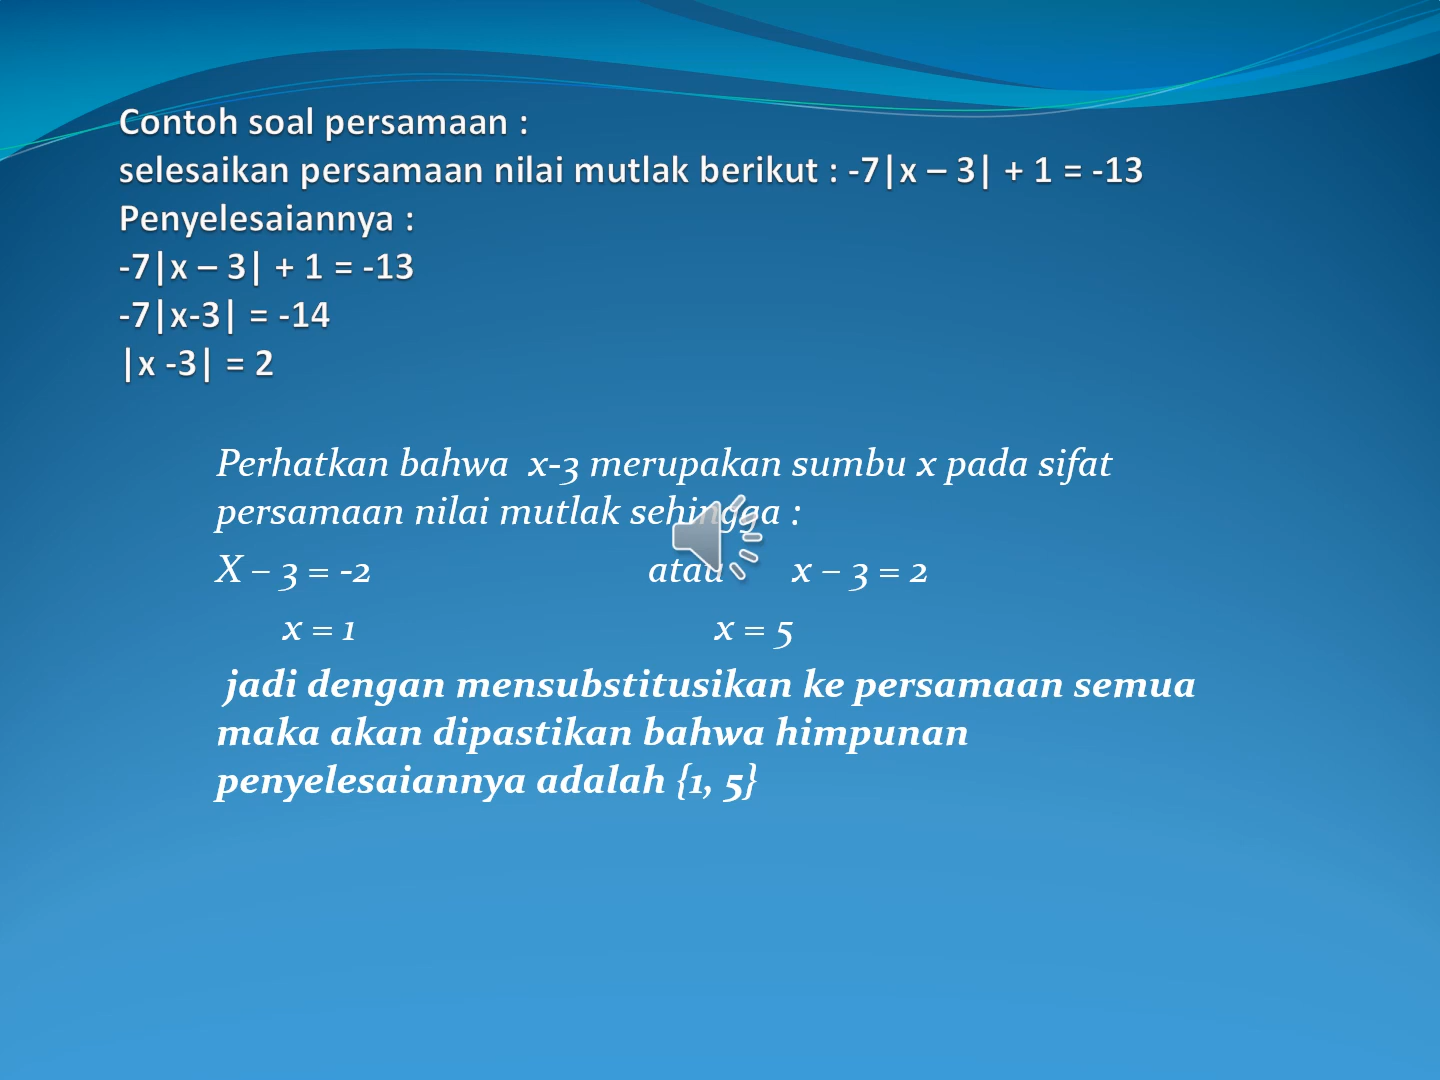 Contoh soal persamaan :
selesaikan persamaan nilai mutlak berikut : -7|x – 3| + 1 = -13
Penyelesaiannya :
-7|x – 3| + 1 = -13
-7|x-3| = -14
|x -3| = 2
Perhatkan bahwa x-3 merupakan sumbu x pada sifat
persamaan nilai mutlak sehingga :
X – 3 = -2 atau x – 3 = 2
x = 1 x = 5
jadi dengan mensubstitusikan ke persamaan semua
maka akan dipastikan bahwa himpunan
penyelesaiannya adalah {1, 5}